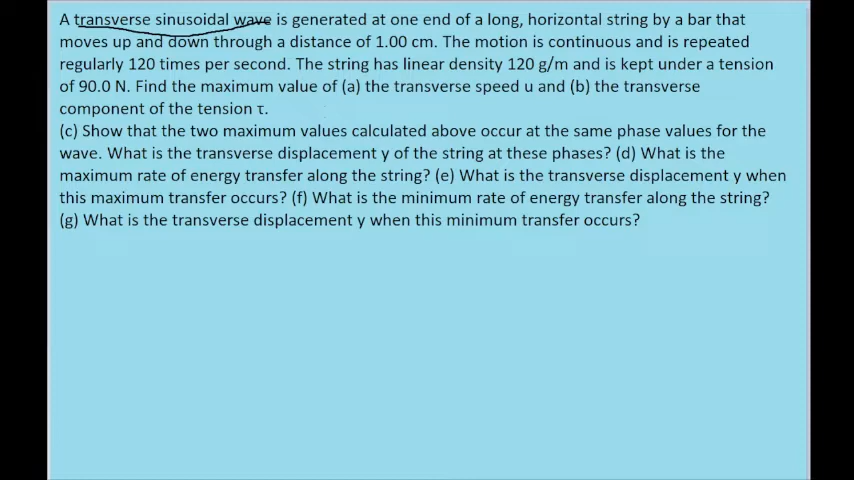 A transverse sinusoidal wave is generated at one end of a long, horizontal string by a bar that
moves up and down through a distance of 1.00 cm. The motion is continuous and is repeated
regularly 120 times per second. The string has linear density 120 g/m and is kept under a tension
of 90.0 N. Find the maximum value of (a) the transverse speed u and (b) the transverse
component of the tension τ.
(c) Show that the two maximum values calculated above occur at the same phase values for the
wave. What is the transverse displacement y of the string at these phases? (d) What is the
maximum rate of energy transfer along the string? (e) What is the transverse displacement y when
this maximum transfer occurs? (f) What is the minimum rate of energy transfer along the string?
(g) What is the transverse displacement y when this minimum transfer occurs?